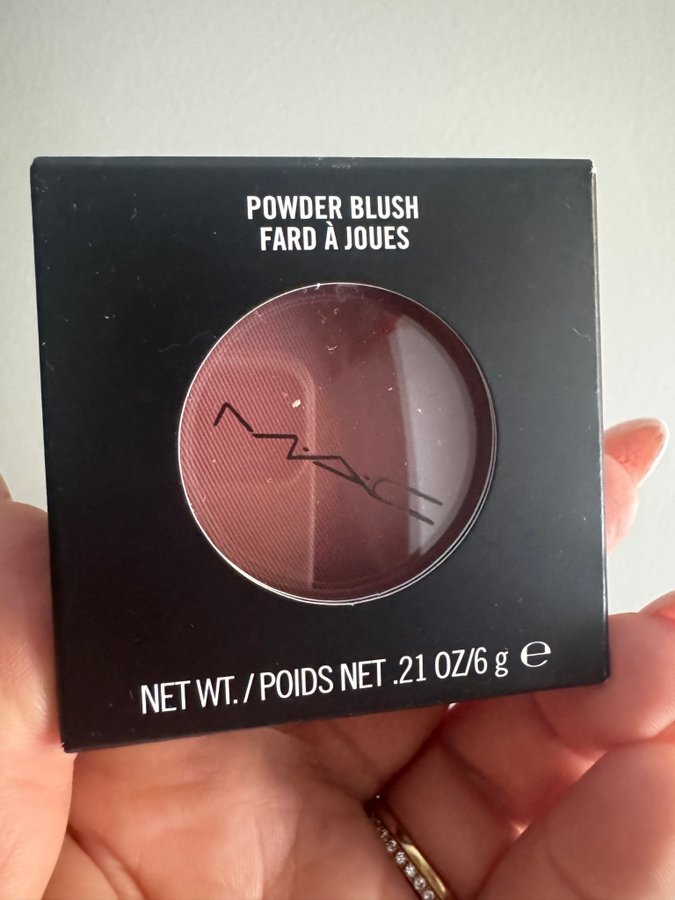 POWDER BLUSH
FARD À JOUES
M·A·C
NET WT. / POIDS NET .21 OZ/6 g ℮